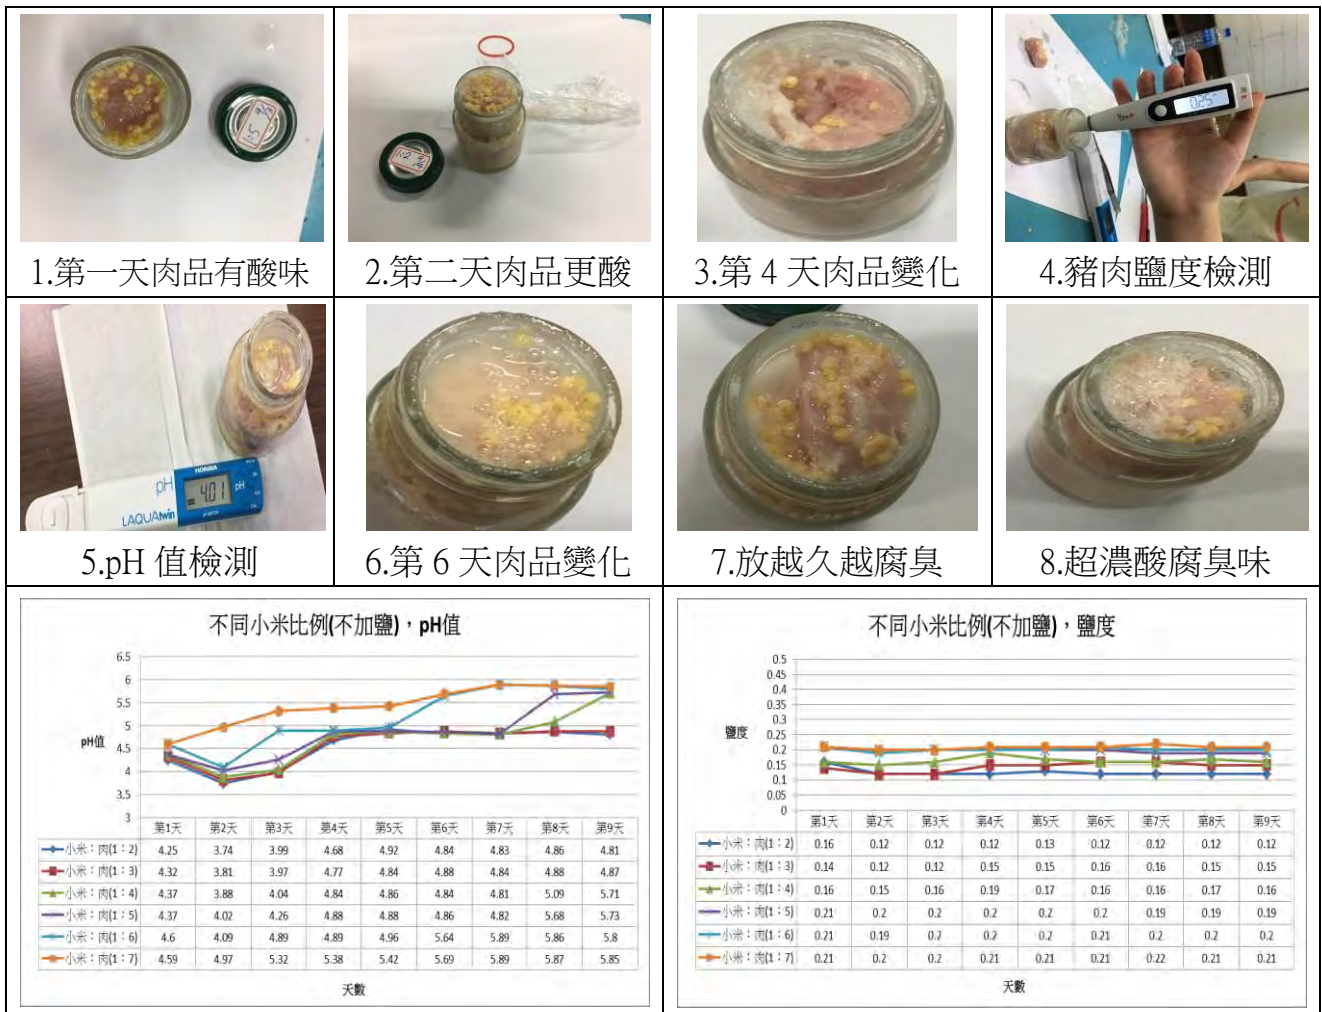 1:5
1:2
0.25
1.第一天肉品有酸味
2.第二天肉品更酸
3.第 4 天肉品變化
4.豬肉鹽度檢測
HORIBA
pH
4.01 pH
LAQUAtwin
5.pH 值檢測
6.第 6 天肉品變化
7.放越久越腐臭
8.超濃酸腐臭味
不同小米比例(不加鹽)，pH值
6.5
6
5.5
5
pH值
4.5
4
3.5
3
第1天 第2天 第3天 第4天 第5天 第6天 第7天 第8天 第9天
小米：肉(1：2) 4.25 3.74 3.99 4.68 4.92 4.84 4.83 4.86 4.81
小米：肉(1：3) 4.32 3.81 3.97 4.77 4.84 4.88 4.84 4.88 4.87
小米：肉(1：4) 4.37 3.88 4.04 4.84 4.86 4.84 4.81 5.09 5.71
小米：肉(1：5) 4.37 4.02 4.26 4.88 4.88 4.86 4.82 5.68 5.73
小米：肉(1：6) 4.6 4.09 4.89 4.89 4.96 5.64 5.89 5.86 5.8
小米：肉(1：7) 4.59 4.97 5.32 5.38 5.42 5.69 5.89 5.87 5.85
天數
不同小米比例(不加鹽)，鹽度
0.5
0.45
0.4
0.35
0.3
鹽度
0.25
0.2
0.15
0.1
0.05
0
第1天 第2天 第3天 第4天 第5天 第6天 第7天 第8天 第9天
小米：肉(1：2) 0.16 0.12 0.12 0.12 0.13 0.12 0.12 0.12 0.12
小米：肉(1：3) 0.14 0.12 0.12 0.15 0.15 0.16 0.16 0.15 0.15
小米：肉(1：4) 0.16 0.15 0.16 0.19 0.17 0.16 0.16 0.17 0.16
小米：肉(1：5) 0.21 0.2 0.2 0.2 0.2 0.2 0.19 0.19 0.19
小米：肉(1：6) 0.21 0.19 0.2 0.2 0.2 0.21 0.2 0.2 0.2
小米：肉(1：7) 0.21 0.2 0.2 0.21 0.21 0.21 0.22 0.21 0.21
天數